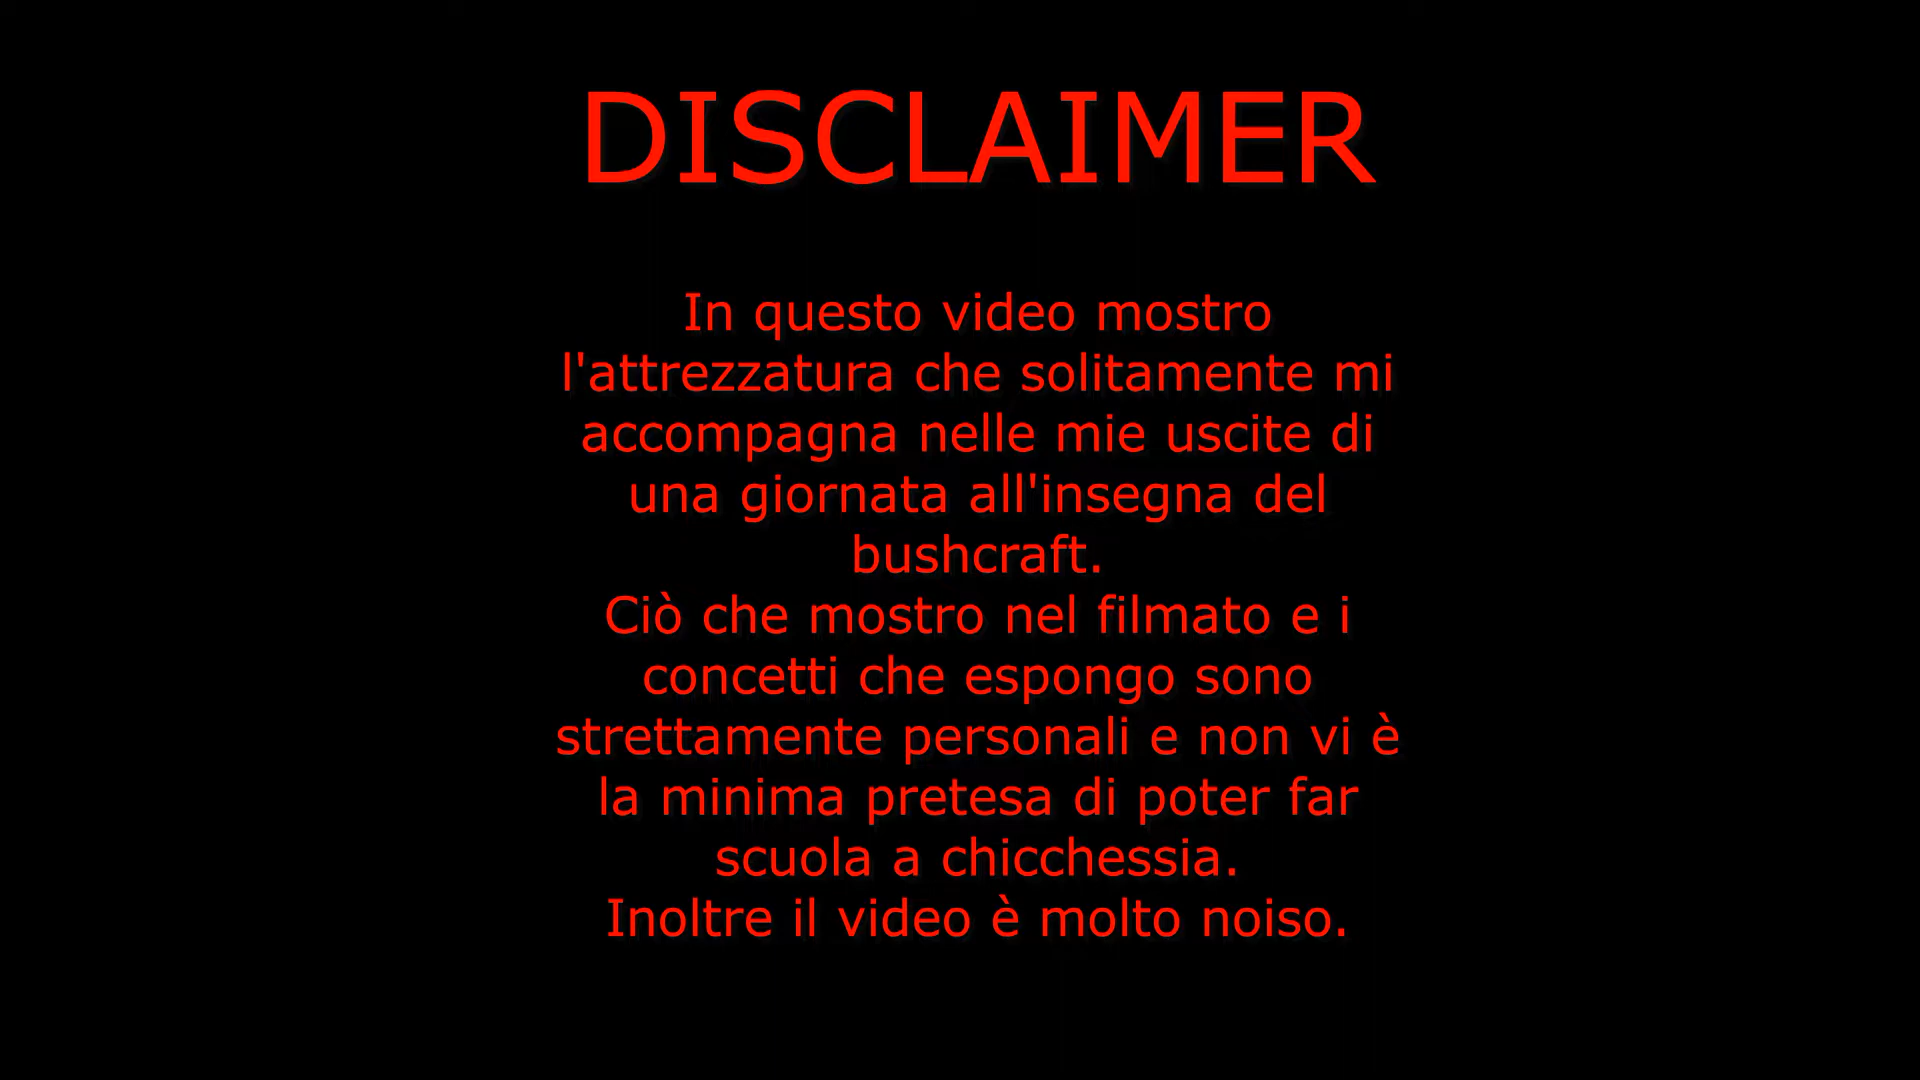 DISCLAIMER
In questo video mostro
l'attrezzatura che solitamente mi
accompagna nelle mie uscite di
una giornata all'insegna del
bushcraft.
Ciò che mostro nel filmato e i
concetti che espongo sono
strettamente personali e non vi è
la minima pretesa di poter far
scuola a chicchessia.
Inoltre il video è molto noiso.